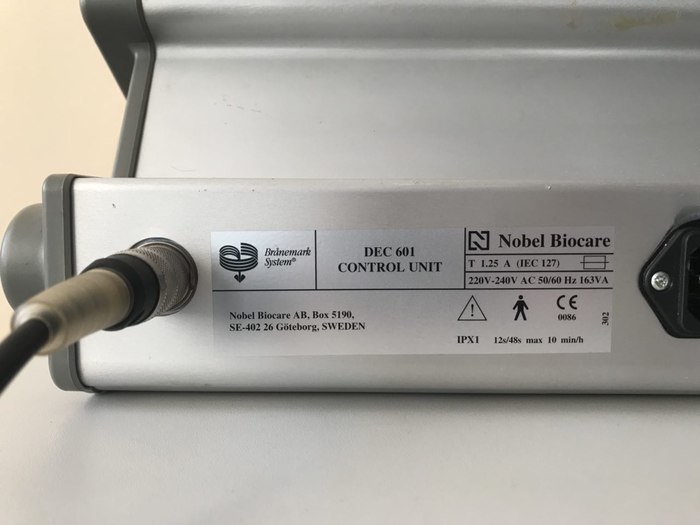 Brånemark
System®
DEC 601
CONTROL UNIT
Nobel Biocare
T 1.25 A (IEC 127)
220V-240V AC 50/60 Hz 163VA
Nobel Biocare AB, Box 5190,
SE-402 26 Göteborg, SWEDEN
CE
0086
IPX1 12s/48s max 10 min/h
302